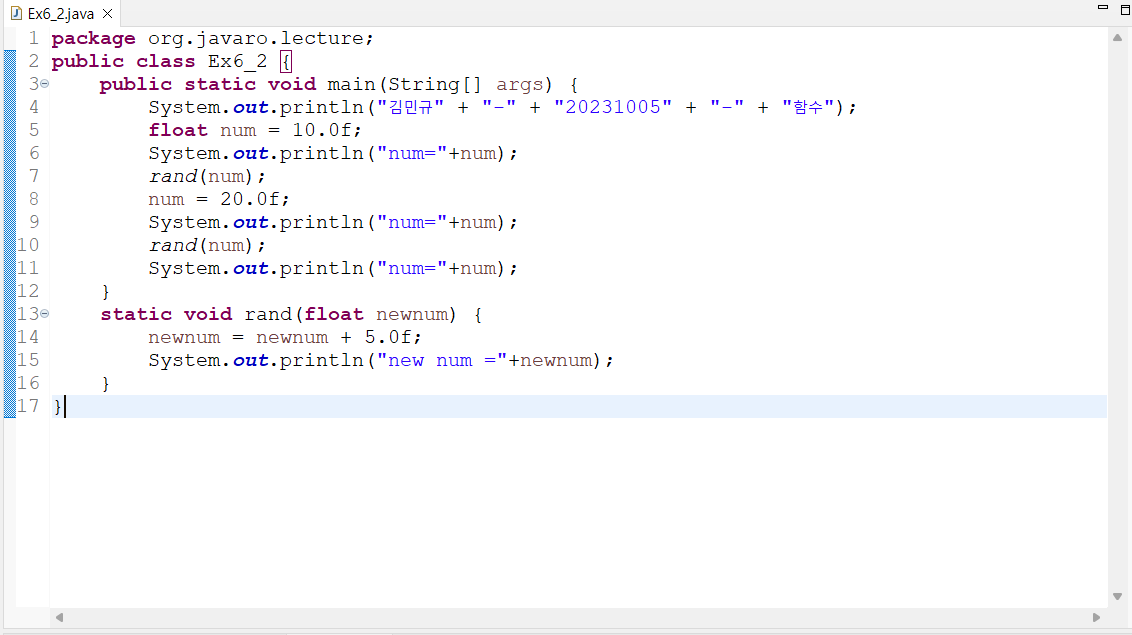 Ex6_2.java
1 package org.javaro.lecture;
2 public class Ex6_2 {
3 public static void main(String[] args) {
4 System.out.println("김민규" + "-" + "20231005" + "-" + "함수");
5 float num = 10.0f;
6 System.out.println("num="+num);
7 rand(num);
8 num = 20.0f;
9 System.out.println("num="+num);
10 rand(num);
11 System.out.println("num="+num);
12 }
13 static void rand(float newnum) {
14 newnum = newnum + 5.0f;
15 System.out.println("new num ="+newnum);
16 }
17 }